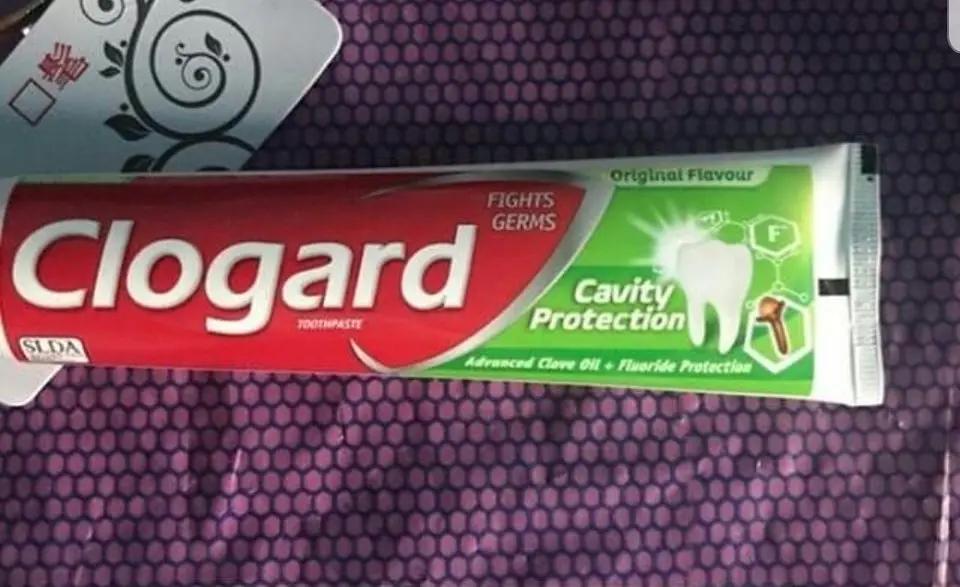 Original Flavour
FIGHTS
GERMS
Clogard
TOOTHPASTE
Cavity
Protection
F
SLDA
Advanced Clove Oil + Fluoride Protection